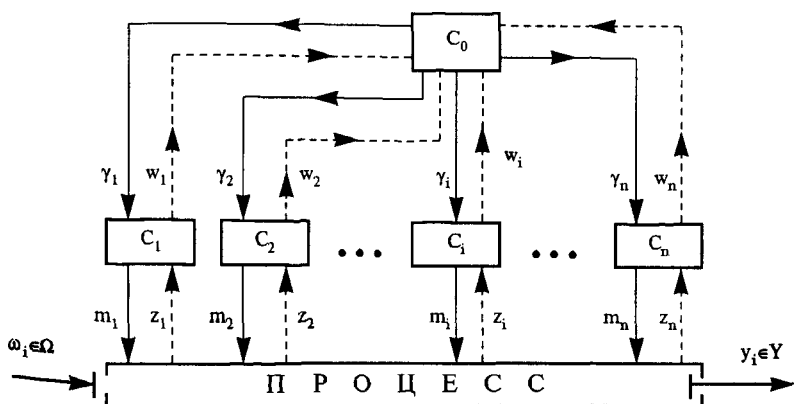 C₀
γ₁ w₁ γ₂ w₂ γᵢ wᵢ γₙ wₙ
C₁ C₂ • • • Cᵢ • • • Cₙ
m₁ z₁ m₂ z₂ mᵢ zᵢ mₙ zₙ
ωᵢ∈Ω yᵢ∈Y
П Р О Ц Е С С